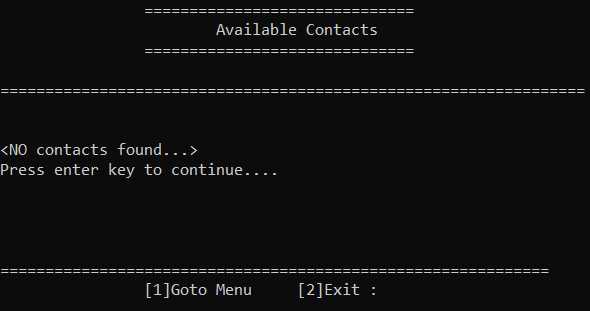 ==============================
Available Contacts
==============================
=================================================================
<NO contacts found...>
Press enter key to continue....
=============================================================
[1]Goto Menu [2]Exit :